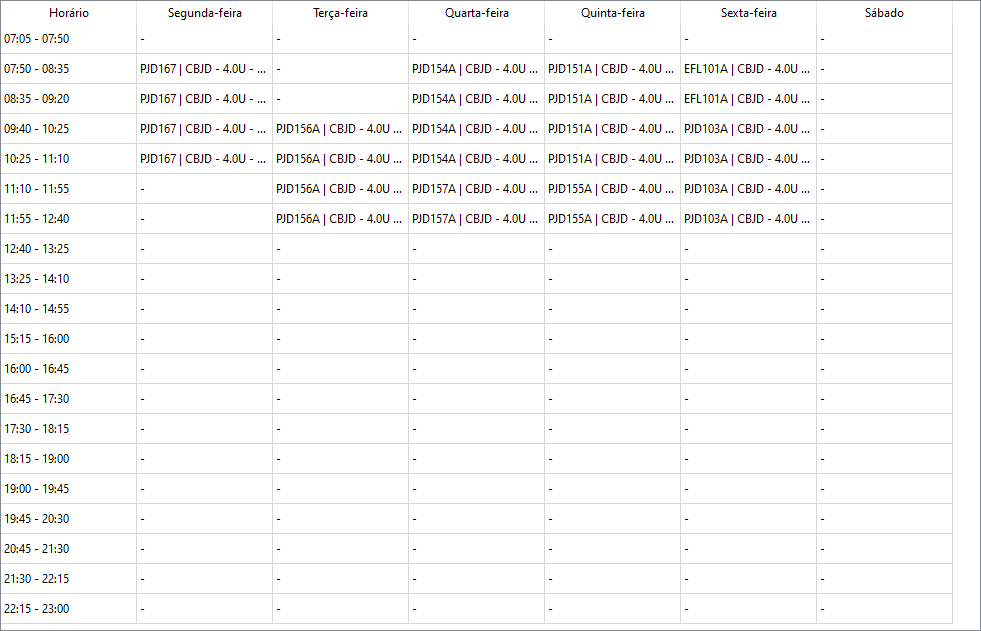 Horário Segunda-feira Terça-feira Quarta-feira Quinta-feira Sexta-feira Sábado
07:05 - 07:50 - - - - - -
07:50 - 08:35 PJD167 | CBJD - 4.0U - ... - PJD154A | CBJD - 4.0U ... PJD151A | CBJD - 4.0U ... EFL101A | CBJD - 4.0U ... -
08:35 - 09:20 PJD167 | CBJD - 4.0U - ... - PJD154A | CBJD - 4.0U ... PJD151A | CBJD - 4.0U ... EFL101A | CBJD - 4.0U ... -
09:40 - 10:25 PJD167 | CBJD - 4.0U - ... PJD156A | CBJD - 4.0U ... PJD154A | CBJD - 4.0U ... PJD151A | CBJD - 4.0U ... PJD103A | CBJD - 4.0U ... -
10:25 - 11:10 PJD167 | CBJD - 4.0U - ... PJD156A | CBJD - 4.0U ... PJD154A | CBJD - 4.0U ... PJD151A | CBJD - 4.0U ... PJD103A | CBJD - 4.0U ... -
11:10 - 11:55 - PJD156A | CBJD - 4.0U ... PJD157A | CBJD - 4.0U ... PJD155A | CBJD - 4.0U ... PJD103A | CBJD - 4.0U ... -
11:55 - 12:40 - PJD156A | CBJD - 4.0U ... PJD157A | CBJD - 4.0U ... PJD155A | CBJD - 4.0U ... PJD103A | CBJD - 4.0U ... -
12:40 - 13:25 - - - - - -
13:25 - 14:10 - - - - - -
14:10 - 14:55 - - - - - -
15:15 - 16:00 - - - - - -
16:00 - 16:45 - - - - - -
16:45 - 17:30 - - - - - -
17:30 - 18:15 - - - - - -
18:15 - 19:00 - - - - - -
19:00 - 19:45 - - - - - -
19:45 - 20:30 - - - - - -
20:45 - 21:30 - - - - - -
21:30 - 22:15 - - - - - -
22:15 - 23:00 - - - - - -